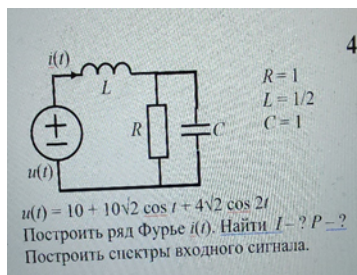 4
i(t)
L
R = 1
L = 1/2
C = 1
R
C
u(t)
u(t) = 10 + 10√2 cos t + 4√2 cos 2t
Построить ряд Фурье i(t). Найти I – ? P – ?
Построить спектры входного сигнала.